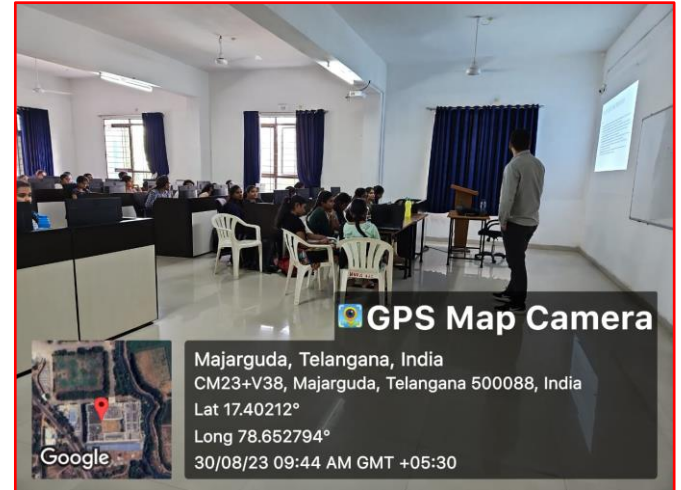 GPS Map Camera
Majarguda, Telangana, India
CM23+V38, Majarguda, Telangana 500088, India
Lat 17.40212°
Long 78.652794°
30/08/23 09:44 AM GMT +05:30
Google